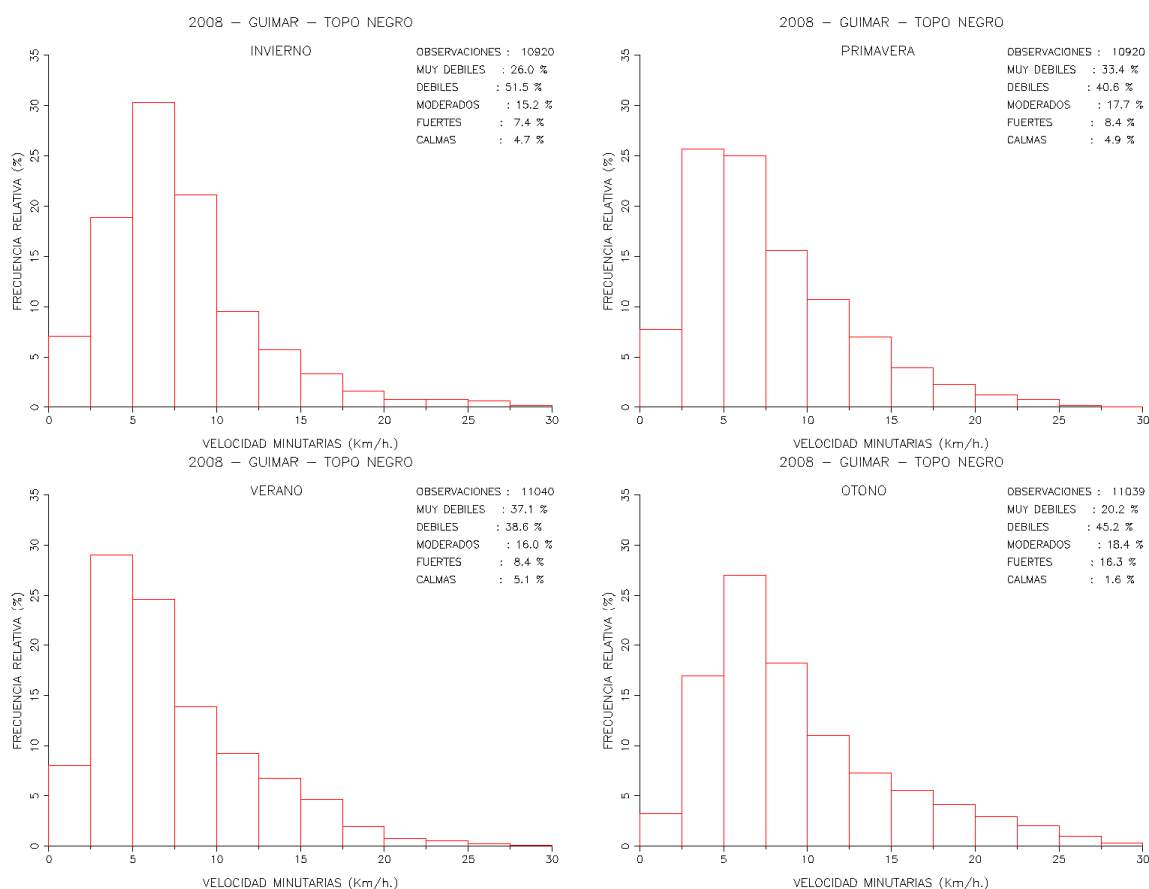 2008 – GUIMAR – TOPO NEGRO
INVIERNO
OBSERVACIONES : 10920
MUY DEBILES : 26.0 %
DEBILES : 51.5 %
MODERADOS : 15.2 %
FUERTES : 7.4 %
CALMAS : 4.7 %
FRECUENCIA RELATIVA (%)
35
30
25
20
15
10
5
0
0 5 10 15 20 25 30
VELOCIDAD MINUTARIAS (Km/h.)
2008 – GUIMAR – TOPO NEGRO
PRIMAVERA
OBSERVACIONES : 10920
MUY DEBILES : 33.4 %
DEBILES : 40.6 %
MODERADOS : 17.7 %
FUERTES : 8.4 %
CALMAS : 4.9 %
FRECUENCIA RELATIVA (%)
35
30
25
20
15
10
5
0
0 5 10 15 20 25 30
VELOCIDAD MINUTARIAS (Km/h.)
2008 – GUIMAR – TOPO NEGRO
VERANO
OBSERVACIONES : 11040
MUY DEBILES : 37.1 %
DEBILES : 38.6 %
MODERADOS : 16.0 %
FUERTES : 8.4 %
CALMAS : 5.1 %
FRECUENCIA RELATIVA (%)
35
30
25
20
15
10
5
0
0 5 10 15 20 25 30
VELOCIDAD MINUTARIAS (Km/h.)
2008 – GUIMAR – TOPO NEGRO
OTONO
OBSERVACIONES : 11039
MUY DEBILES : 20.2 %
DEBILES : 45.2 %
MODERADOS : 18.4 %
FUERTES : 16.3 %
CALMAS : 1.6 %
FRECUENCIA RELATIVA (%)
35
30
25
20
15
10
5
0
0 5 10 15 20 25 30
VELOCIDAD MINUTARIAS (Km/h.)